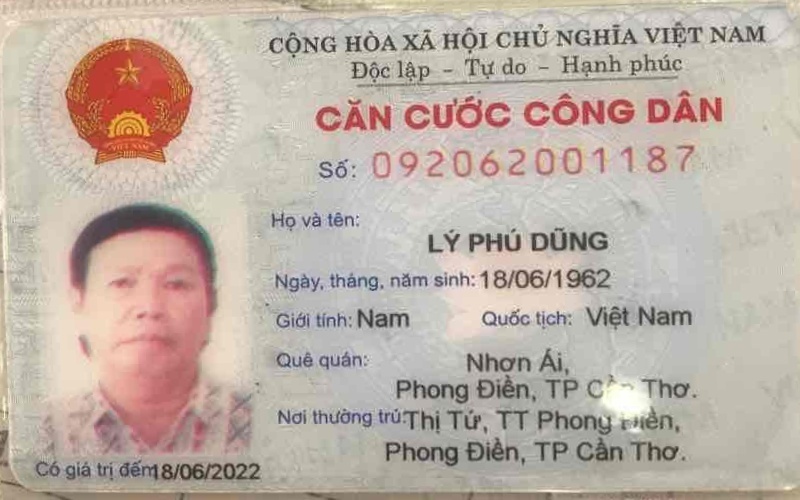 CỘNG HÒA XÃ HỘI CHỦ NGHĨA VIỆT NAM
Độc lập - Tự do - Hạnh phúc
CĂN CƯỚC CÔNG DÂN
Số: 092062001187
Họ và tên:
LÝ PHÚ DŨNG
Ngày, tháng, năm sinh: 18/06/1962
Giới tính: Nam Quốc tịch: Việt Nam
Quê quán: Nhơn Ái,
Phong Điền, TP Cần Thơ.
Nơi thường trú: Thị Tứ, TT Phong Điền,
Phong Điền, TP Cần Thơ.
Có giá trị đến 18/06/2022
VIỆT NAM